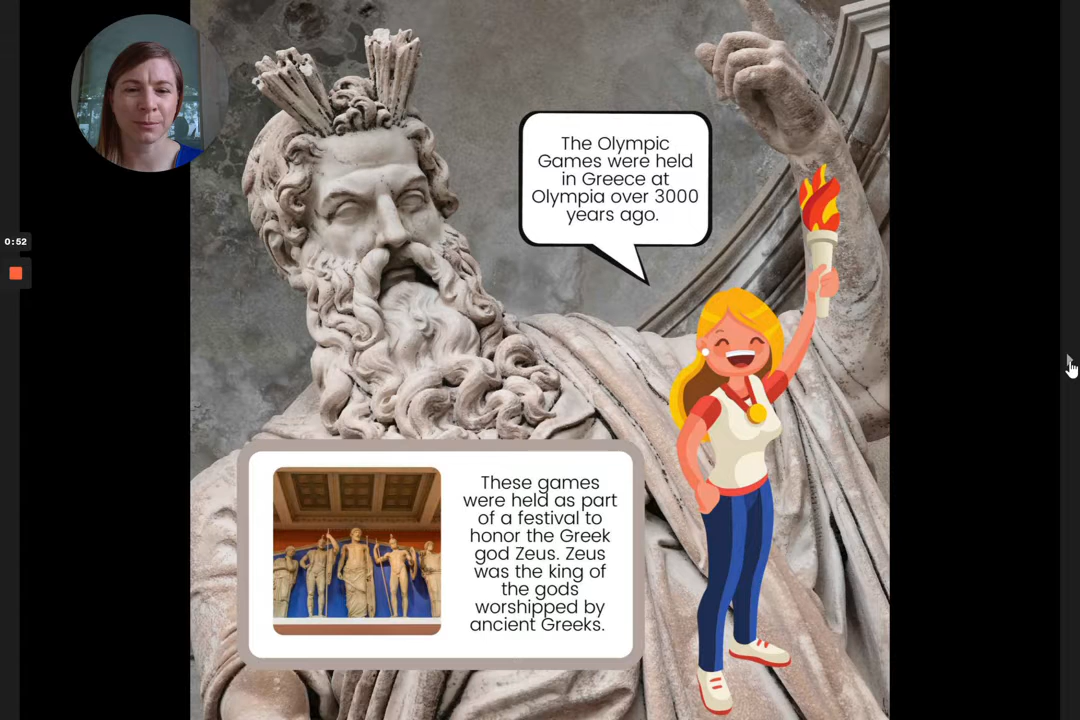 0:52
The Olympic
Games were held
in Greece at
Olympia over 3000
years ago.
These games
were held as part
of a festival to
honor the Greek
god Zeus. Zeus
was the king of
the gods
worshipped by
ancient Greeks.